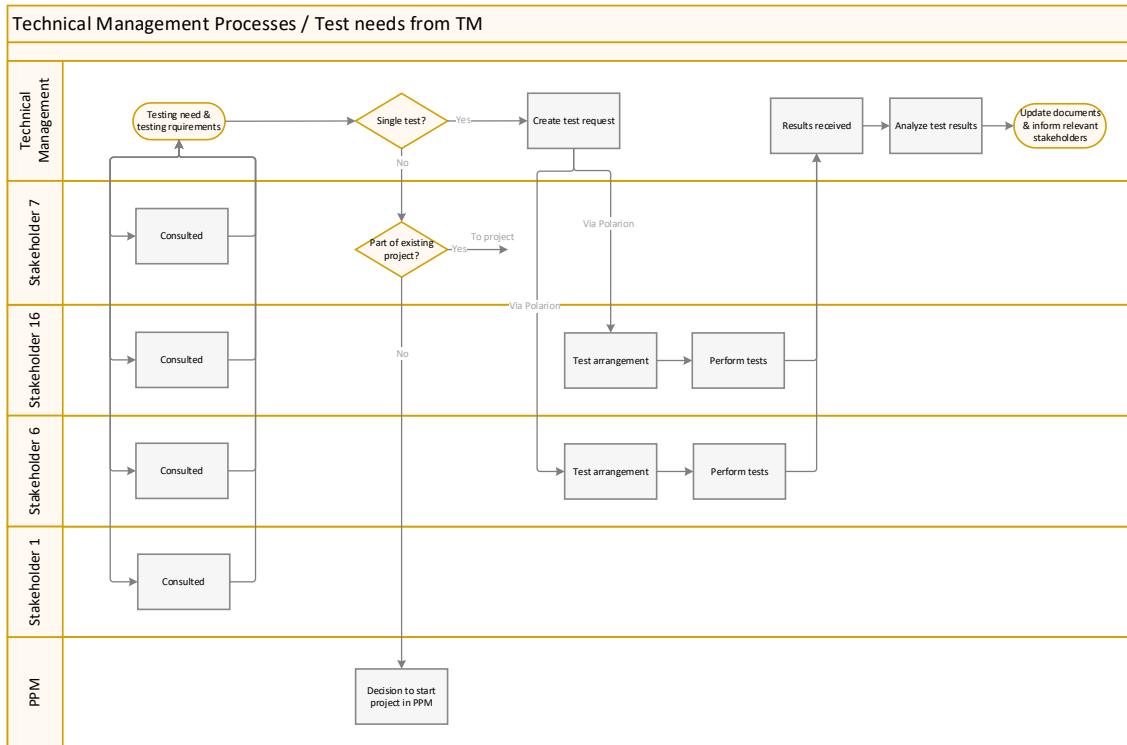 Technical Management Processes / Test needs from TM
Technical
Management
Testing need &
testing rquirements
Single test?
Yes
Create test request
Results received
Analyze test results
Update documents
& inform relevant
stakeholders
No
Stakeholder 7
Consulted
Part of existing
project?
Yes
To project
Via Polarion
Via Polarion
Stakeholder 16
Consulted
No
Test arrangement
Perform tests
Stakeholder 6
Consulted
Test arrangement
Perform tests
Stakeholder 1
Consulted
PPM
Decision to start
project in PPM